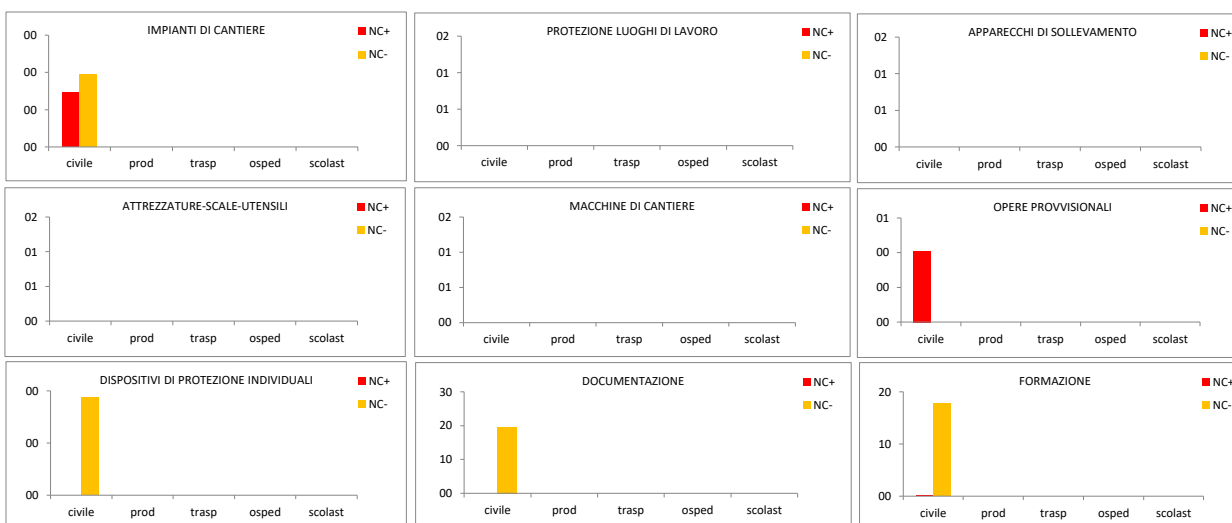 IMPIANTI DI CANTIERE
NC+
NC-
00
00
00
00
civile prod trasp osped scolast
PROTEZIONE LUOGHI DI LAVORO
NC+
NC-
02
01
01
00
civile prod trasp osped scolast
APPARECCHI DI SOLLEVAMENTO
NC+
NC-
02
01
01
00
civile prod trasp osped scolast
ATTREZZATURE-SCALE-UTENSILI
NC+
NC-
02
01
01
00
civile prod trasp osped scolast
MACCHINE DI CANTIERE
NC+
NC-
02
01
01
00
civile prod trasp osped scolast
OPERE PROVVISIONALI
NC+
NC-
01
00
00
00
civile prod trasp osped scolast
DISPOSITIVI DI PROTEZIONE INDIVIDUALI
NC+
NC-
00
00
00
civile prod trasp osped scolast
DOCUMENTAZIONE
NC+
NC-
30
20
10
00
civile prod trasp osped scolast
FORMAZIONE
NC+
NC-
20
10
00
civile prod trasp osped scolast